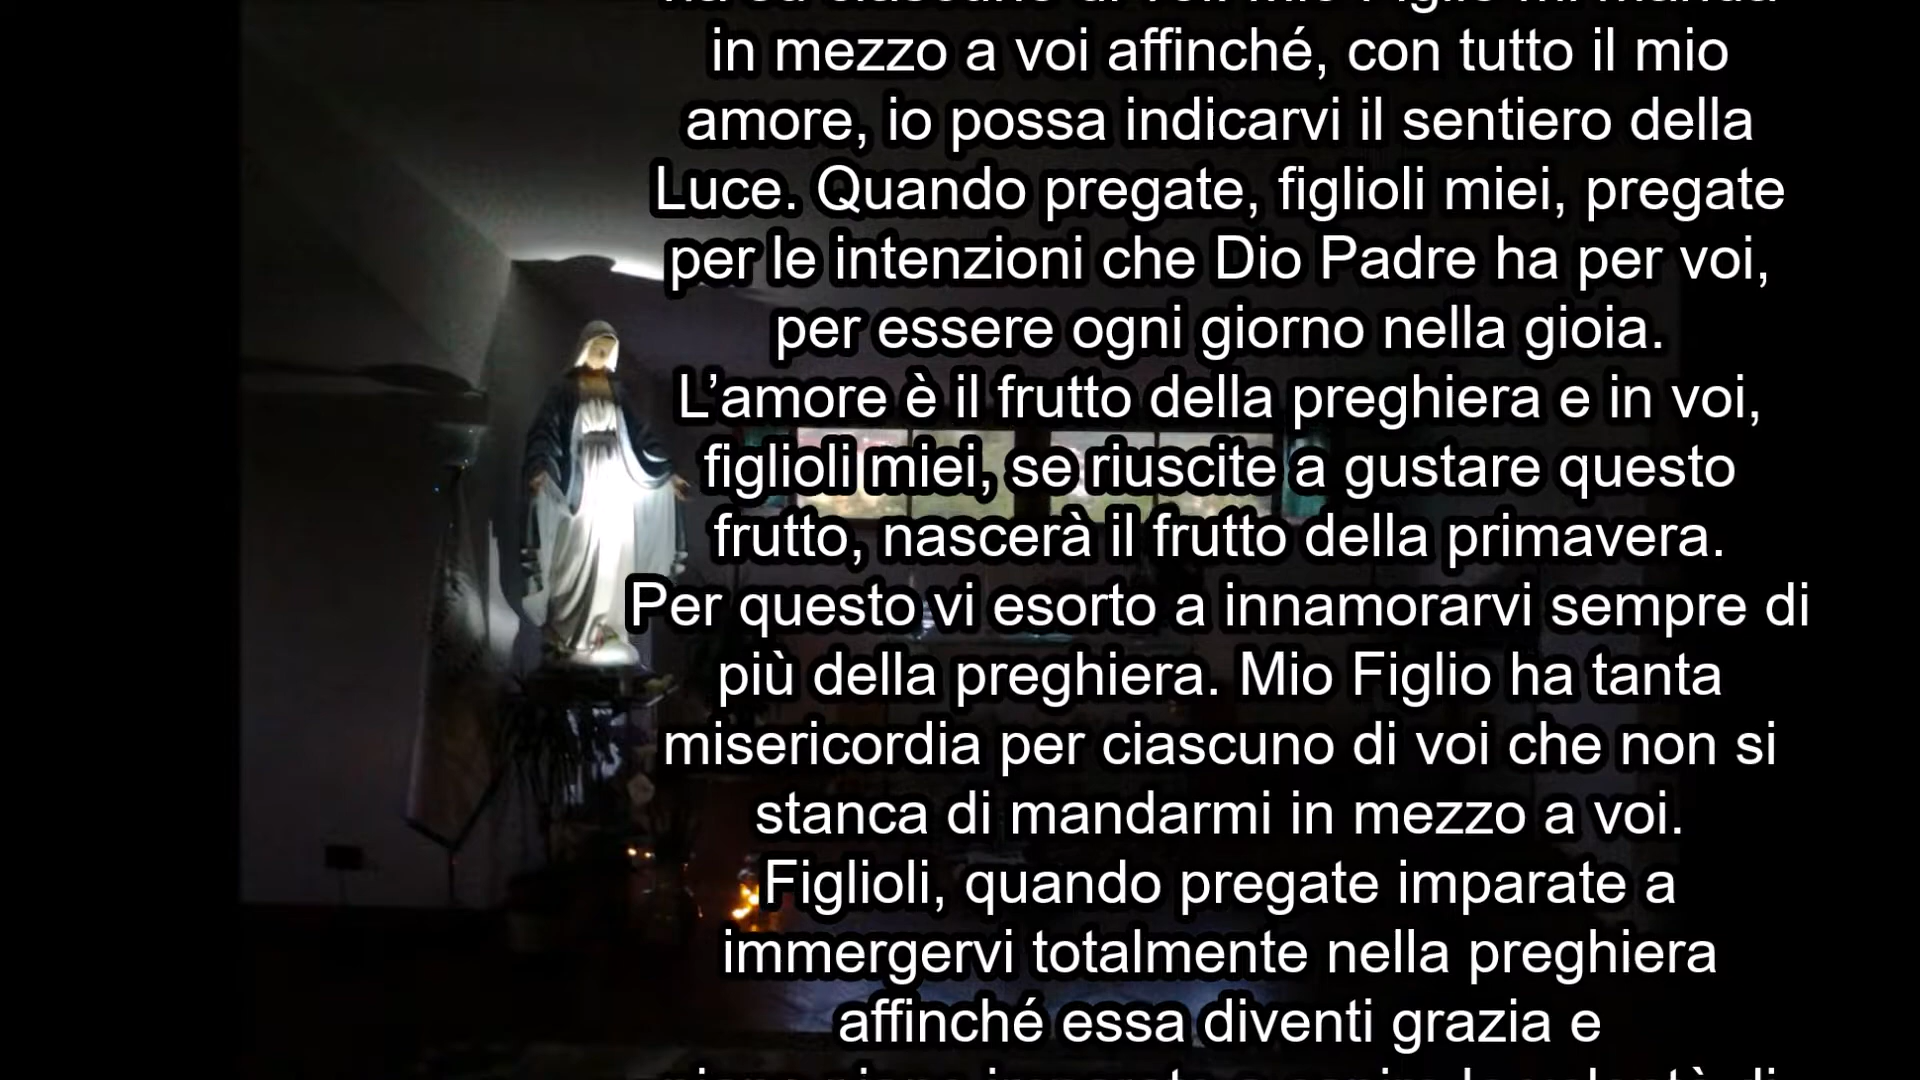 in mezzo a voi affinché, con tutto il mio
amore, io possa indicarvi il sentiero della
Luce. Quando pregate, figlioli miei, pregate
per le intenzioni che Dio Padre ha per voi,
per essere ogni giorno nella gioia.
L’amore è il frutto della preghiera e in voi,
figlioli miei, se riuscite a gustare questo
frutto, nascerà il frutto della primavera.
Per questo vi esorto a innamorarvi sempre di
più della preghiera. Mio Figlio ha tanta
misericordia per ciascuno di voi che non si
stanca di mandarmi in mezzo a voi.
Figlioli, quando pregate imparate a
immergervi totalmente nella preghiera
affinché essa diventi grazia e